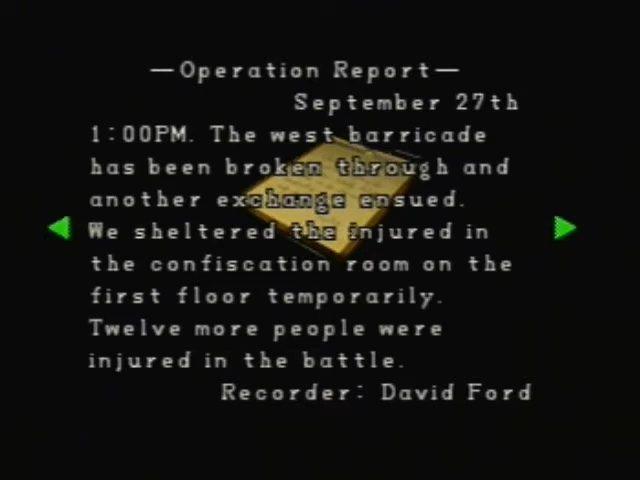 —Operation Report—
September 27th
1:00PM. The west barricade
has been broken through and
another exchange ensued.
We sheltered the injured in
the confiscation room on the
first floor temporarily.
Twelve more people were
injured in the battle.
Recorder: David Ford